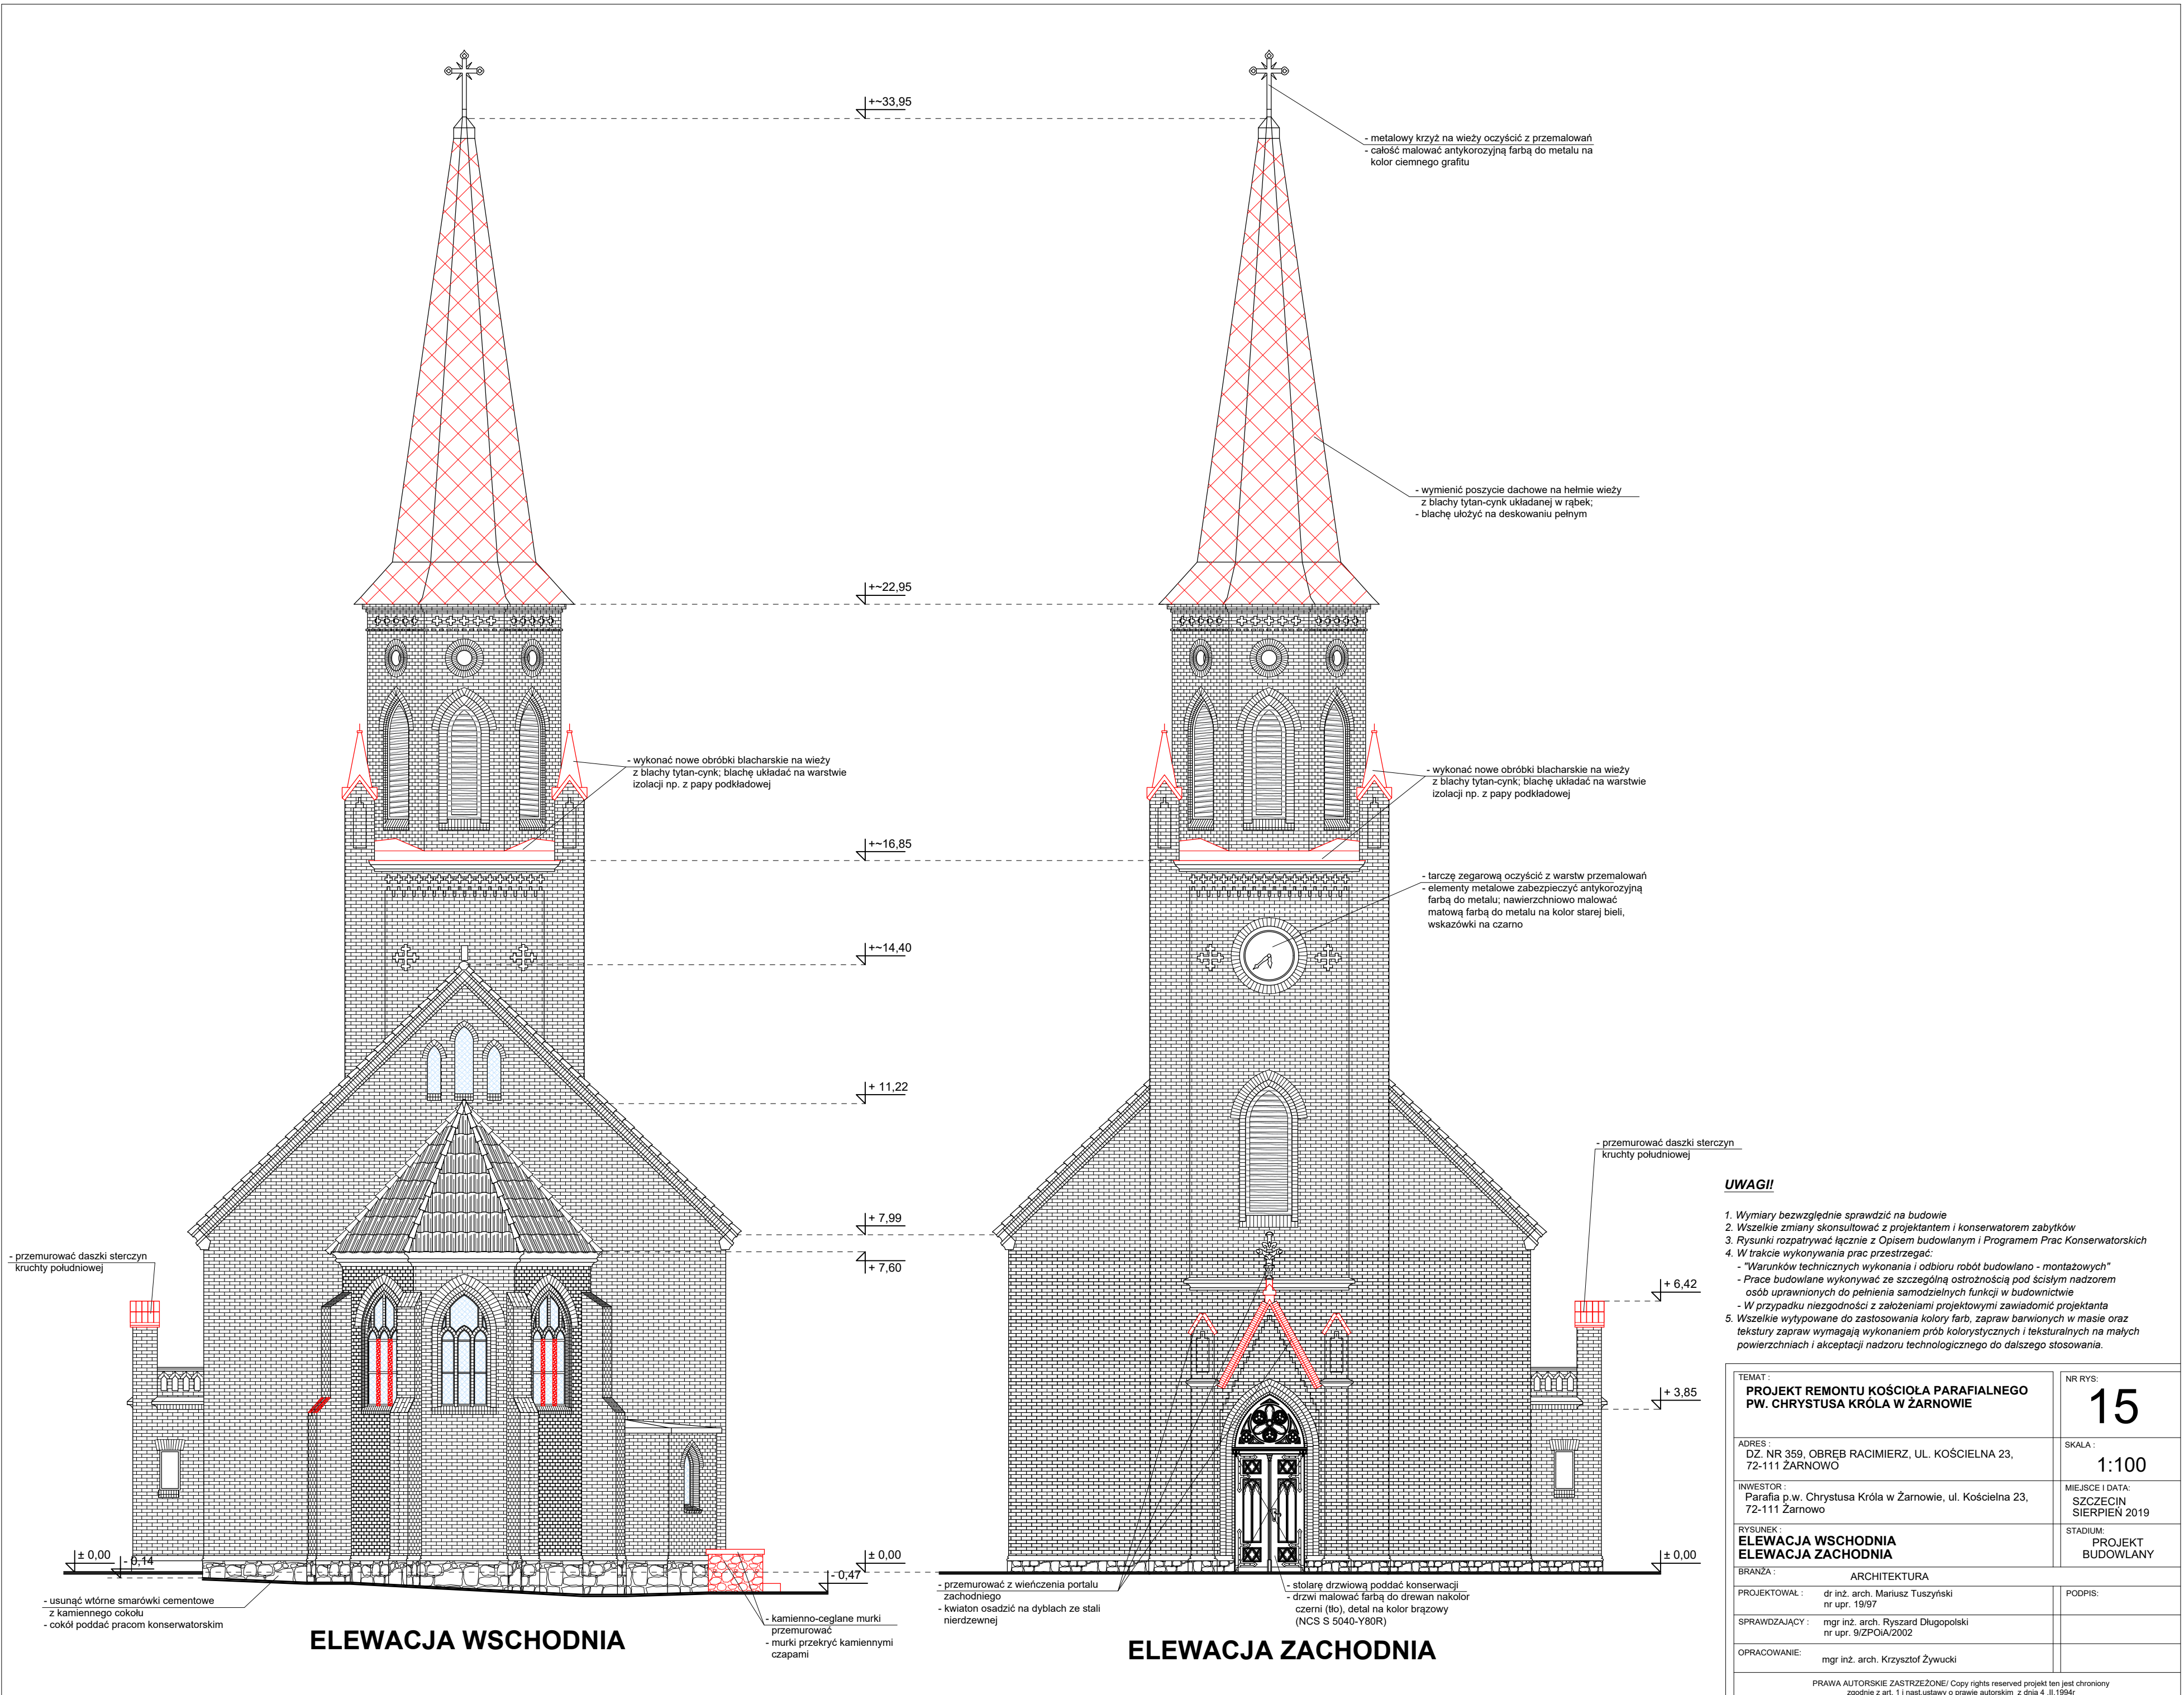 +~33,95
- metalowy krzyż na wieży oczyścić z przemalowań
- całość malować antykorozyjną farbą do metalu na
kolor ciemnego grafitu
- wymienić poszycie dachowe na hełmie wieży
z blachy tytan-cynk układanej w rąbek;
- blachę ułożyć na deskowaniu pełnym
+~22,95
- wykonać nowe obróbki blacharskie na wieży
z blachy tytan-cynk; blachę układać na warstwie
izolacji np. z papy podkładowej
- wykonać nowe obróbki blacharskie na wieży
z blachy tytan-cynk; blachę układać na warstwie
izolacji np. z papy podkładowej
+~16,85
- tarczę zegarową oczyścić z warstw przemalowań
- elementy metalowe zabezpieczyć antykorozyjną
farbą do metalu; nawierzchniowo malować
matową farbą do metalu na kolor starej bieli,
wskazówki na czarno
+~14,40
+ 11,22
- przemurować daszki sterczyn
kruchty południowej
+ 7,99
+ 7,60
- przemurować daszki sterczyn
kruchty południowej
+ 6,42
+ 3,85
± 0,00
- 0,14
± 0,00
- 0,47
± 0,00
- usunąć wtórne smarówki cementowe
z kamiennego cokołu
- cokół poddać pracom konserwatorskim
- kamienno-ceglane murki
przemurować
- murki przekryć kamiennymi
czapami
- przemurować z wieńczenia portalu
zachodniego
- kwiaton osadzić na dyblach ze stali
nierdzewnej
- stolarę drzwiową poddać konserwacji
- drzwi malować farbą do drewan nakolor
czerni (tło), detal na kolor brązowy
(NCS S 5040-Y80R)
ELEWACJA WSCHODNIA
ELEWACJA ZACHODNIA
UWAGI!
1. Wymiary bezwzględnie sprawdzić na budowie
2. Wszelkie zmiany skonsultować z projektantem i konserwatorem zabytków
3. Rysunki rozpatrywać łącznie z Opisem budowlanym i Programem Prac Konserwatorskich
4. W trakcie wykonywania prac przestrzegać:
- "Warunków technicznych wykonania i odbioru robót budowlano - montażowych"
- Prace budowlane wykonywać ze szczególną ostrożnością pod ścisłym nadzorem
osób uprawnionych do pełnienia samodzielnych funkcji w budownictwie
- W przypadku niezgodności z założeniami projektowymi zawiadomić projektanta
5. Wszelkie wytypowane do zastosowania kolory farb, zapraw barwionych w masie oraz
tekstury zapraw wymagają wykonaniem prób kolorystycznych i teksturalnych na małych
powierzchniach i akceptacji nadzoru technologicznego do dalszego stosowania.
TEMAT :
PROJEKT REMONTU KOŚCIOŁA PARAFIALNEGO
PW. CHRYSTUSA KRÓLA W ŻARNOWIE
NR RYS:
15
ADRES :
DZ. NR 359, OBRĘB RACIMIERZ, UL. KOŚCIELNA 23,
72-111 ŻARNOWO
SKALA :
1:100
INWESTOR :
Parafia p.w. Chrystusa Króla w Żarnowie, ul. Kościelna 23,
72-111 Żarnowo
MIEJSCE I DATA:
SZCZECIN
SIERPIEŃ 2019
RYSUNEK :
ELEWACJA WSCHODNIA
ELEWACJA ZACHODNIA
STADIUM:
PROJEKT
BUDOWLANY
BRANŻA :
ARCHITEKTURA
PROJEKTOWAŁ :
dr inż. arch. Mariusz Tuszyński
nr upr. 19/97
PODPIS:
SPRAWDZAJĄCY :
mgr inż. arch. Ryszard Długopolski
nr upr. 9/ZPOiA/2002
OPRACOWANIE:
mgr inż. arch. Krzysztof Żywucki
PRAWA AUTORSKIE ZASTRZEŻONE/ Copy rights reserved projekt ten jest chroniony
zgodnie z art. 1 i nast.ustawy o prawie autorskim z dnia 4 .II.1994r